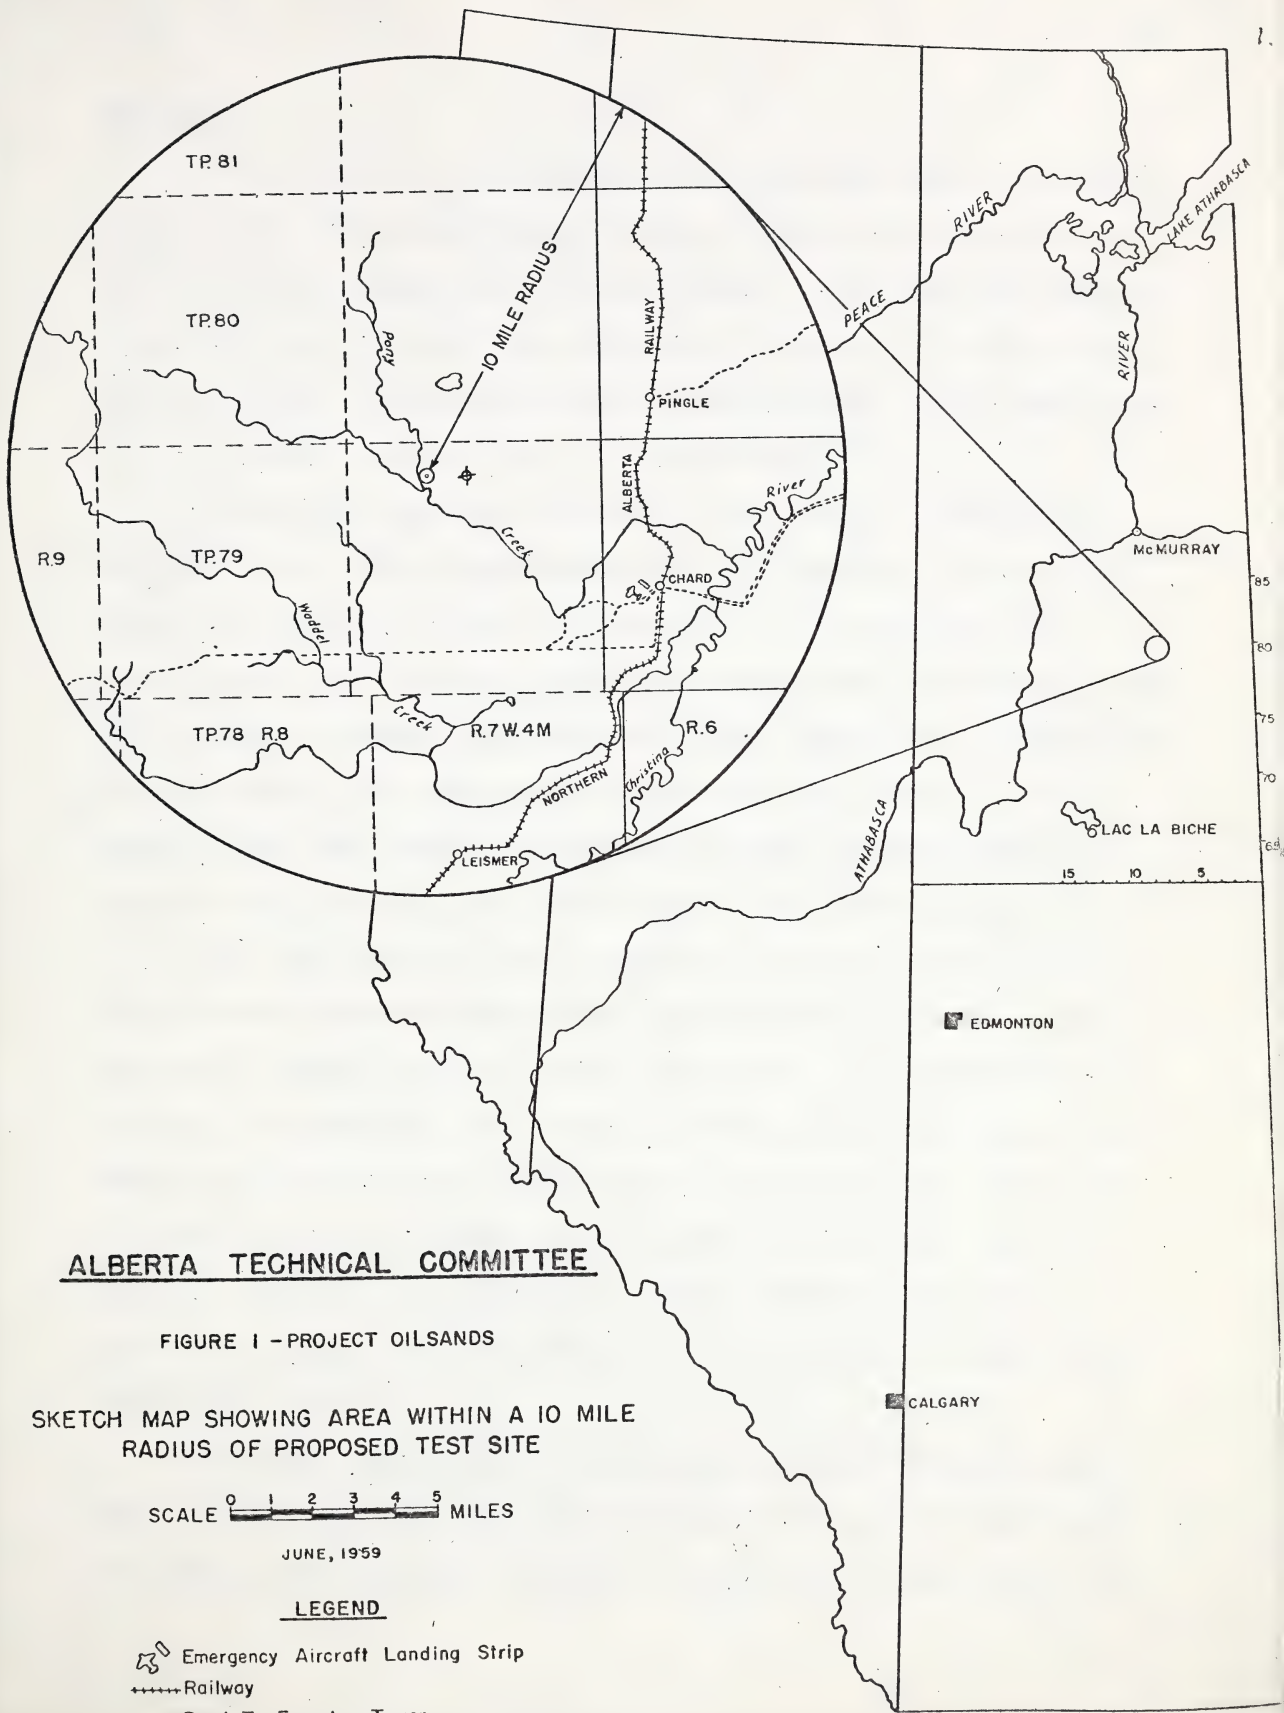 1.
TP. 81
TP. 80
Pony
10 MILE RADIUS
RAILWAY
PINGLE
ALBERTA
River
Creek
CHARD
R.9
TP. 79
Waddel
Creek
TP. 78 R.8
R.7 W.4 M
R.6
NORTHERN
Christina
LEISMER
PEACE
RIVER
LAKE ATHABASCA
RIVER
McMURRAY
85
80
75
70
ATHABASCA
LAC LA BICHE
15 10 5
EDMONTON
CALGARY
ALBERTA TECHNICAL COMMITTEE
FIGURE 1 - PROJECT OILSANDS
SKETCH MAP SHOWING AREA WITHIN A 10 MILE
RADIUS OF PROPOSED TEST SITE
0 1 2 3 4 5
SCALE MILES
JUNE, 1959
LEGEND
Emergency Aircraft Landing Strip
Railway